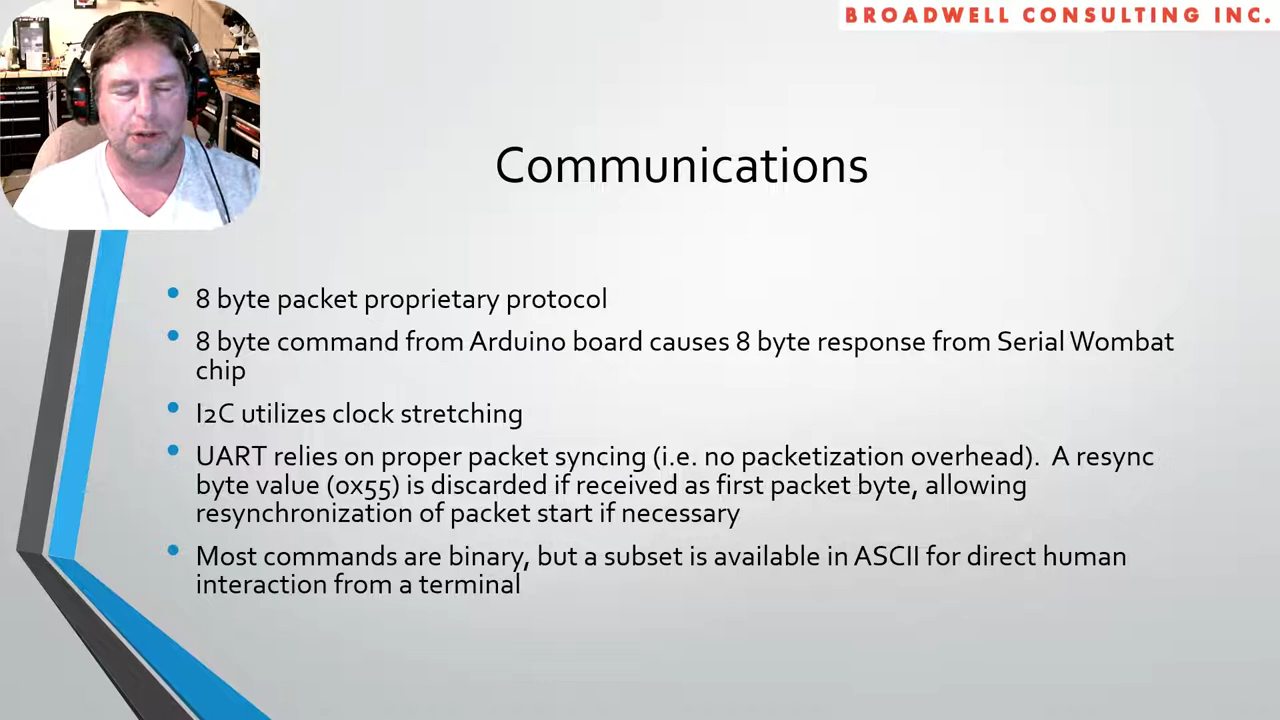 BROADWELL CONSULTING INC.
Communications
8 byte packet proprietary protocol
8 byte command from Arduino board causes 8 byte response from Serial Wombat
chip
I2C utilizes clock stretching
UART relies on proper packet syncing (i.e. no packetization overhead).  A resync
byte value (0x55) is discarded if received as first packet byte, allowing
resynchronization of packet start if necessary
Most commands are binary, but a subset is available in ASCII for direct human
interaction from a terminal